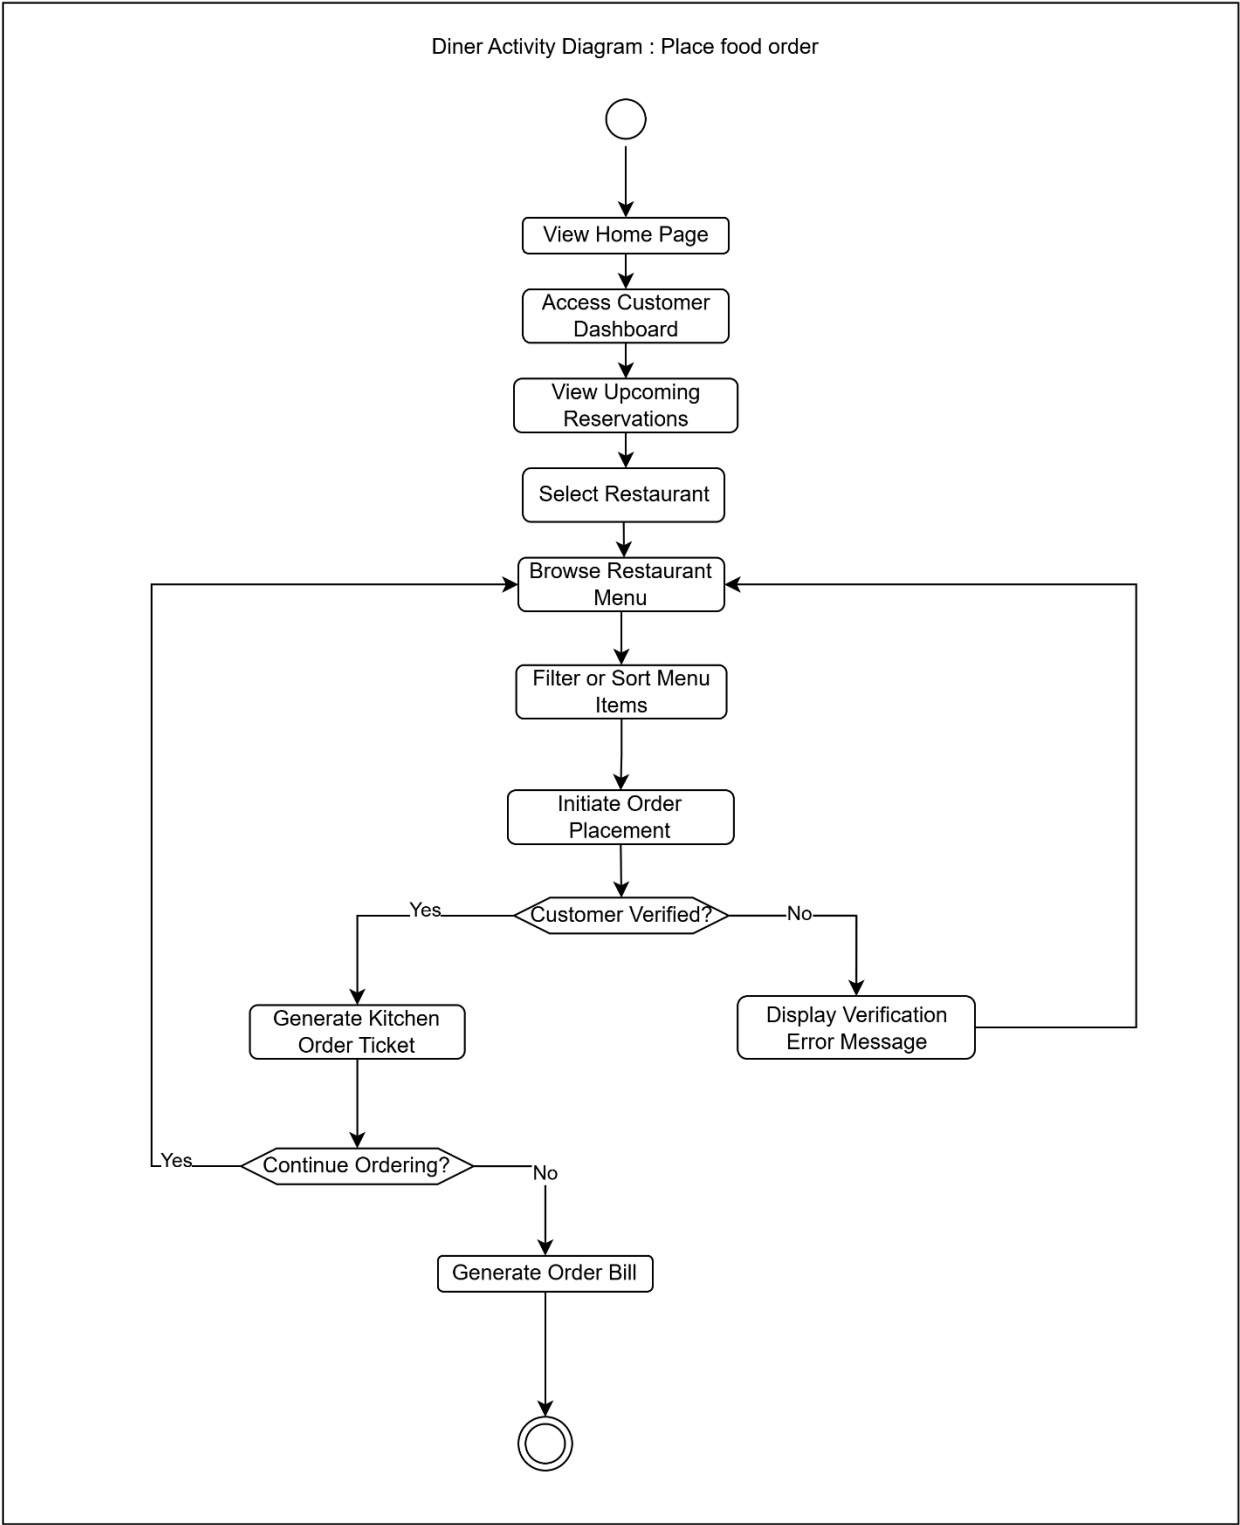 Diner Activity Diagram : Place food order
View Home Page
Access Customer
Dashboard
View Upcoming
Reservations
Select Restaurant
Browse Restaurant
Menu
Filter or Sort Menu
Items
Initiate Order
Placement
Yes
Customer Verified?
No
Generate Kitchen
Order Ticket
Display Verification
Error Message
Yes
Continue Ordering?
No
Generate Order Bill